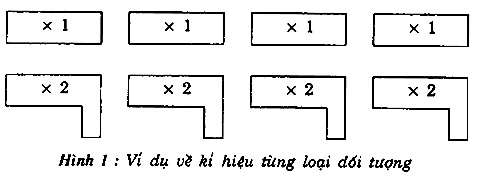 × 1 × 1 × 1 × 1
× 2 × 2 × 2 × 2
Hình 1 : Ví dụ về kí hiệu từng loại đối tượng